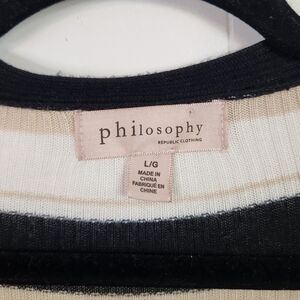 philosophy
REPUBLIC CLOTHING
L/G
MADE IN
CHINA
FABRIQUÉ EN
CHINE